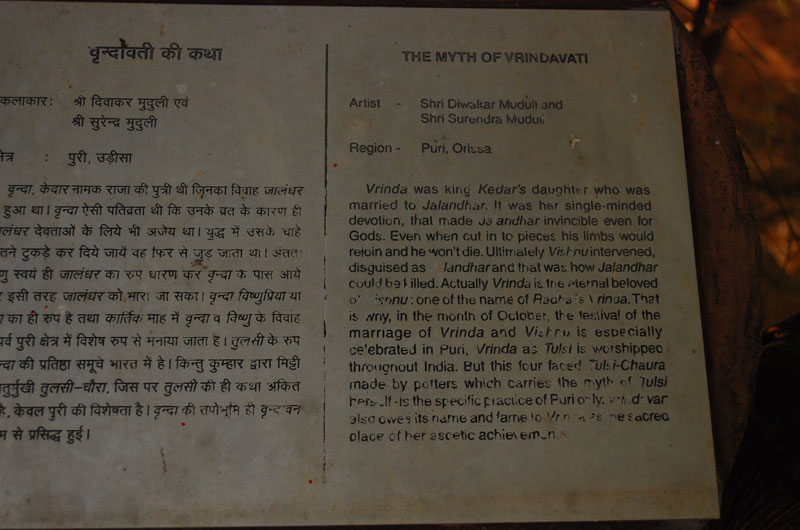 वृन्दावती की कथा
कलाकार: श्री दिवाकर मुदुली एवं
श्री सुरेन्द्र मुदुली
: पुरी, उड़ीसा
वृन्दा, केदार नामक राजा की पुत्री थी जिनका विवाह जालंधर
हुआ था। वृन्दा ऐसी पतिव्रता थी कि उनके व्रत के कारण ही
देवताओं के लिये भी अजेय था। युद्ध में उसके चाहे
टुकड़े कर दिये जायें वह फिर से जुड़ जाता था। अंततः
स्वयं ही जालंधर का रुप धारण कर वृन्दा के पास आये
इसी तरह जालंधर को मारा जा सका। वृन्दा विष्णुप्रिया या
का ही रुप है तथा कार्तिक माह में वृन्दा व विष्णु के विवाह
पुरी क्षेत्र में विशेष रुप से मनाया जाता है। तुलसी के रुप
की प्रतिष्ठा समूचे भारत में हे। किन्तु कुम्हार द्वारा मिट्टी
तुलसी-चौरा, जिस पर तुलसी की ही कथा अंकित
है, केवल पुरी की विशेषता है। वृन्दा की तपोभूमि ही वृन्दावन
से प्रसिद्ध हुई।
THE MYTH OF VRINDAVATI
Artist - Shri Diwakar Muduli and
Shri Surendra Muduli
Region - Puri, Orissa
Vrinda was king Kedar's daughter who was
married to Jalandhar. It was her single-minded
devotion, that made Jalandhar invincible even for
Gods. Even when cut in to pieces his limbs would
rejoin and he won't die. Ultimately Vishnu intervened,
disguised as landhar and that was how Jalandhar
could be killed. Actually Vrinda is the eternal beloved
of Vishnu: one of the name of Radha is Vrinda. That
is why, in the month of October, the festival of the
marriage of Vrinda and Vishnu is especially
celebrated in Puri, Vrinda as Tulsi is worshipped
throughout India. But this four faced Tulsi-Chaura
made by potters which carries the myth of Tulsi
herself-is the specific practice of Puri only.
also owes its name and fame to sacred
place of her ascetic